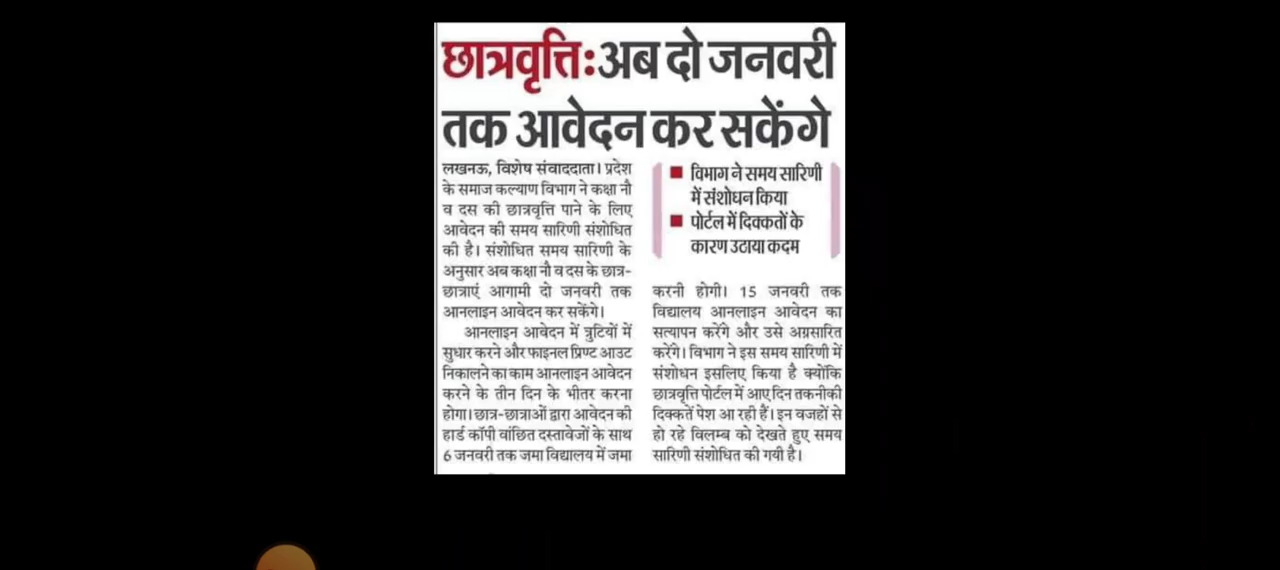 छात्रवृत्ति:अब दो जनवरी
तक आवेदन कर सकेंगे
लखनऊ, विशेष संवाददाता। प्रदेश
के समाज कल्याण विभाग ने कक्षा नौ
व दस की छात्रवृत्ति पाने के लिए
आवेदन की समय सारिणी संशोधित
की है। संशोधित समय सारिणी के
अनुसार अब कक्षा नौ व दस के छात्र-
छात्राएं आगामी दो जनवरी तक
आनलाइन आवेदन कर सकेंगे।
आनलाइन आवेदन में त्रुटियों में
सुधार करने और फाइनल प्रिण्ट आउट
निकालने का काम आनलाइन आवेदन
करने के तीन दिन के भीतर करना
होगा। छात्र-छात्राओं द्वारा आवेदन की
हार्ड कॉपी वांछित दस्तावेजों के साथ
6 जनवरी तक जमा विद्यालय में जमा
■ विभाग ने समय सारिणी
में संशोधन किया
■ पोर्टल में दिक्कतों के
कारण उठाया कदम
करनी होगी। 15 जनवरी तक
विद्यालय आनलाइन आवेदन का
सत्यापन करेंगे और उसे अग्रसारित
करेंगे। विभाग ने इस समय सारिणी में
संशोधन इसलिए किया है क्योंकि
छात्रवृत्ति पोर्टल में आए दिन तकनीकी
दिक्कतें पेश आ रही हैं। इन वजहों से
हो रहे विलम्ब को देखते हुए समय
सारिणी संशोधित की गयी है।